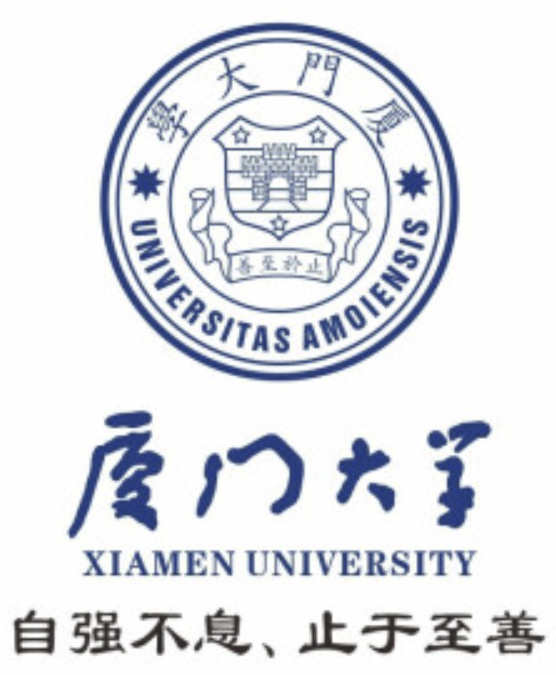 廈門大學
止於至善
UNIVERSITAS AMOIENSIS
厦门大学
XIAMEN UNIVERSITY
自强不息、止于至善